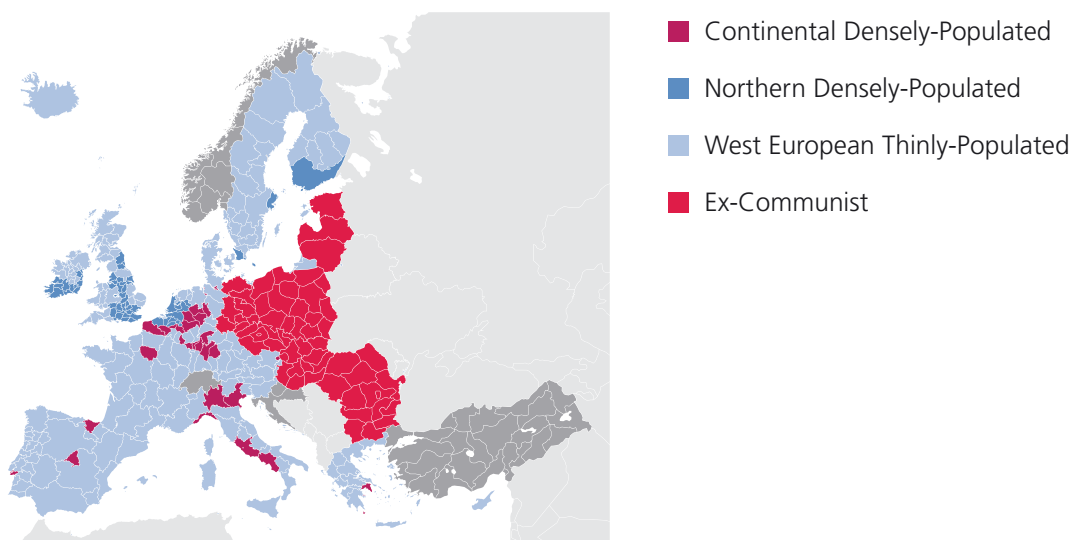 Continental Densely-Populated
Northern Densely-Populated
West European Thinly-Populated
Ex-Communist